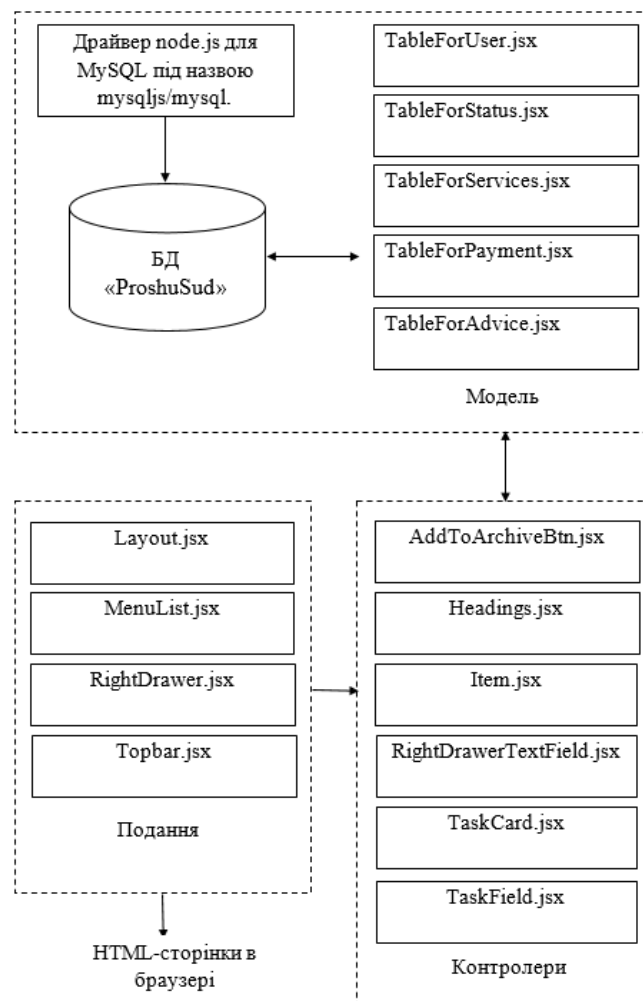 Драйвер node.js для
MySQL під назвою
mysqljs/mysql.
БД
«ProshuSud»
TableForUser.jsx
TableForStatus.jsx
TableForServices.jsx
TableForPayment.jsx
TableForAdvice.jsx
Модель
Layout.jsx
MenuList.jsx
RightDrawer.jsx
Topbar.jsx
Подання
HTML-сторінки в
браузері
AddToArchiveBtn.jsx
Headings.jsx
Item.jsx
RightDrawerTextField.jsx
TaskCard.jsx
TaskField.jsx
Контролери